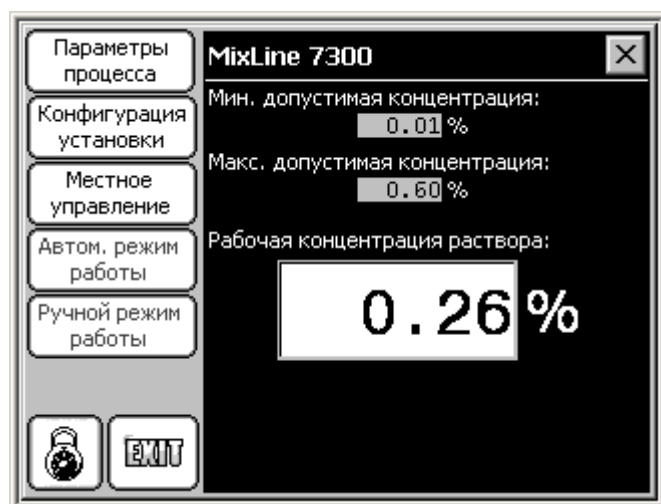 Параметры
процесса
Конфигурация
установки
Местное
управление
Автом. режим
работы
Ручной режим
работы
EXIT
MixLine 7300
Мин. допустимая концентрация:
0.01 %
Макс. допустимая концентрация:
0.60 %
Рабочая концентрация раствора:
0.26 %